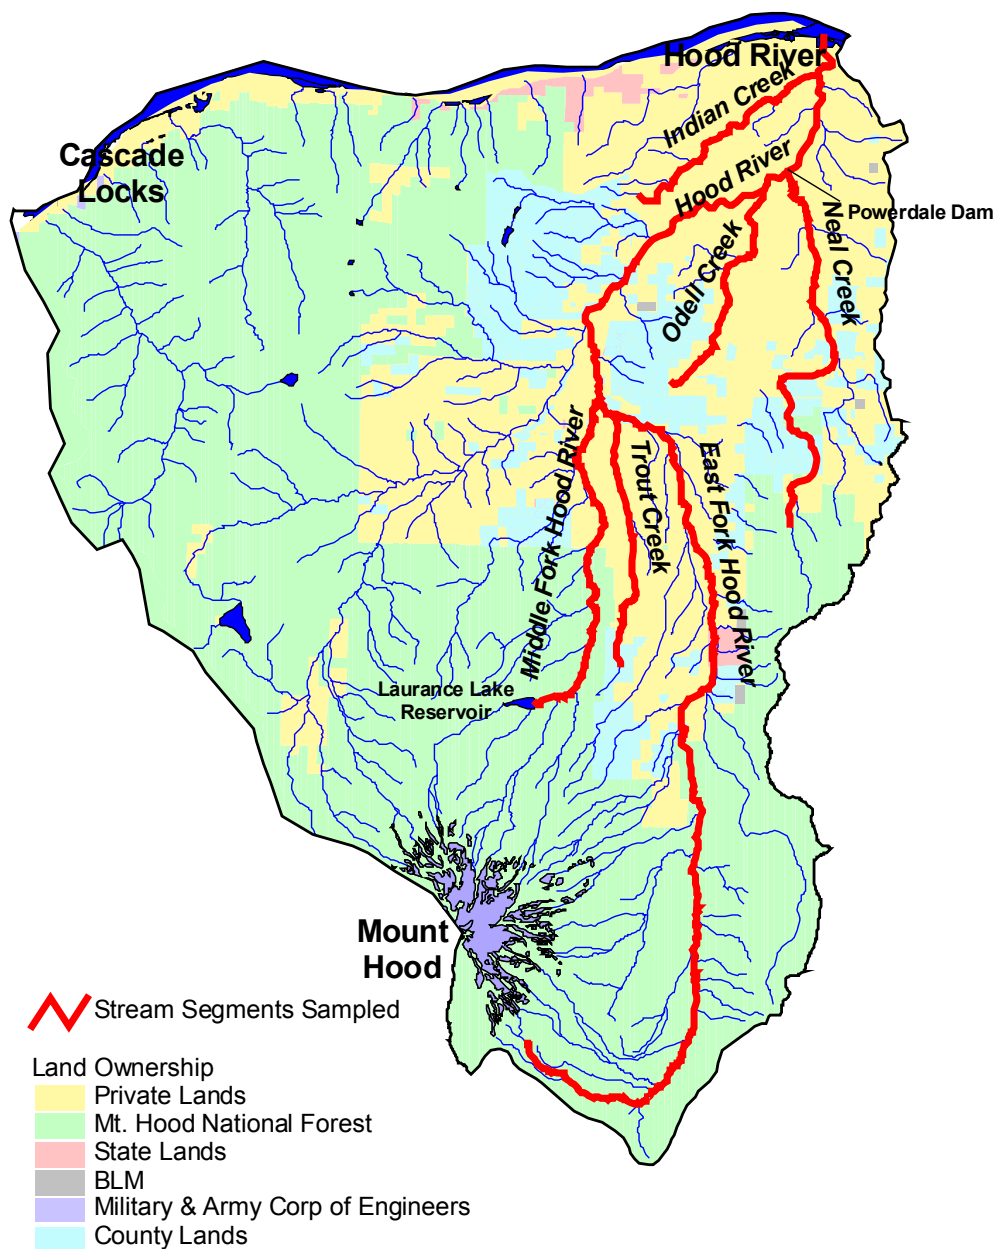 Hood River
Indian Creek
Cascade
Locks
Hood River
Powerdale Dam
Neal Creek
Odell Creek
Middle Fork Hood River
Trout Creek
East Fork Hood River
Laurance Lake
Reservoir
Mount
Hood
Stream Segments Sampled
Land Ownership
Private Lands
Mt. Hood National Forest
State Lands
BLM
Military & Army Corp of Engineers
County Lands